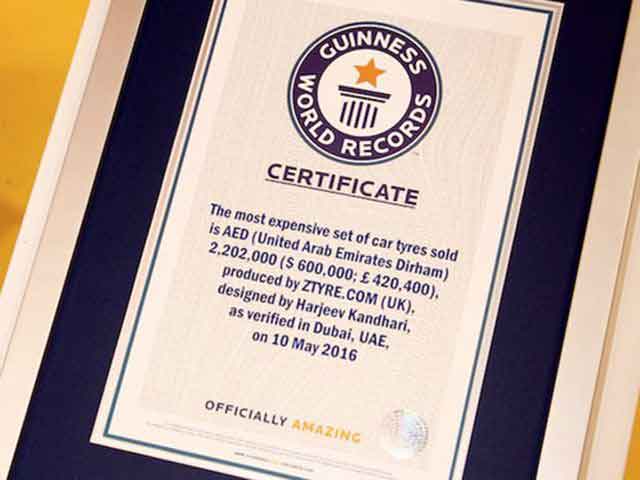 GUINNESS
WORLD RECORDS
CERTIFICATE
The most expensive set of car tyres sold
is AED (United Arab Emirates Dirham)
2,202,000 ($ 600,000; £ 420,400),
produced by ZTYRE.COM (UK),
designed by Harjeev Kandhari,
as verified in Dubai, UAE,
on 10 May 2016
OFFICIALLY AMAZING